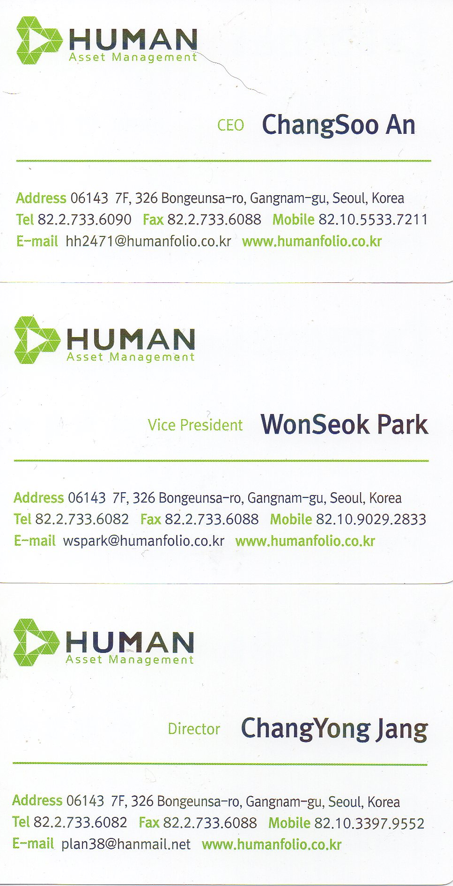 HUMAN
Asset Management
CEO ChangSoo An
Address 06143 7F, 326 Bongeunsa-ro, Gangnam-gu, Seoul, Korea
Tel 82.2.733.6090 Fax 82.2.733.6088 Mobile 82.10.5533.7211
E-mail hh2471@humanfolio.co.kr www.humanfolio.co.kr
HUMAN
Asset Management
Vice President WonSeok Park
Address 06143 7F, 326 Bongeunsa-ro, Gangnam-gu, Seoul, Korea
Tel 82.2.733.6082 Fax 82.2.733.6088 Mobile 82.10.9029.2833
E-mail wspark@humanfolio.co.kr www.humanfolio.co.kr
HUMAN
Asset Management
Director ChangYong Jang
Address 06143 7F, 326 Bongeunsa-ro, Gangnam-gu, Seoul, Korea
Tel 82.2.733.6082 Fax 82.2.733.6088 Mobile 82.10.3397.9552
E-mail plan38@hanmail.net www.humanfolio.co.kr